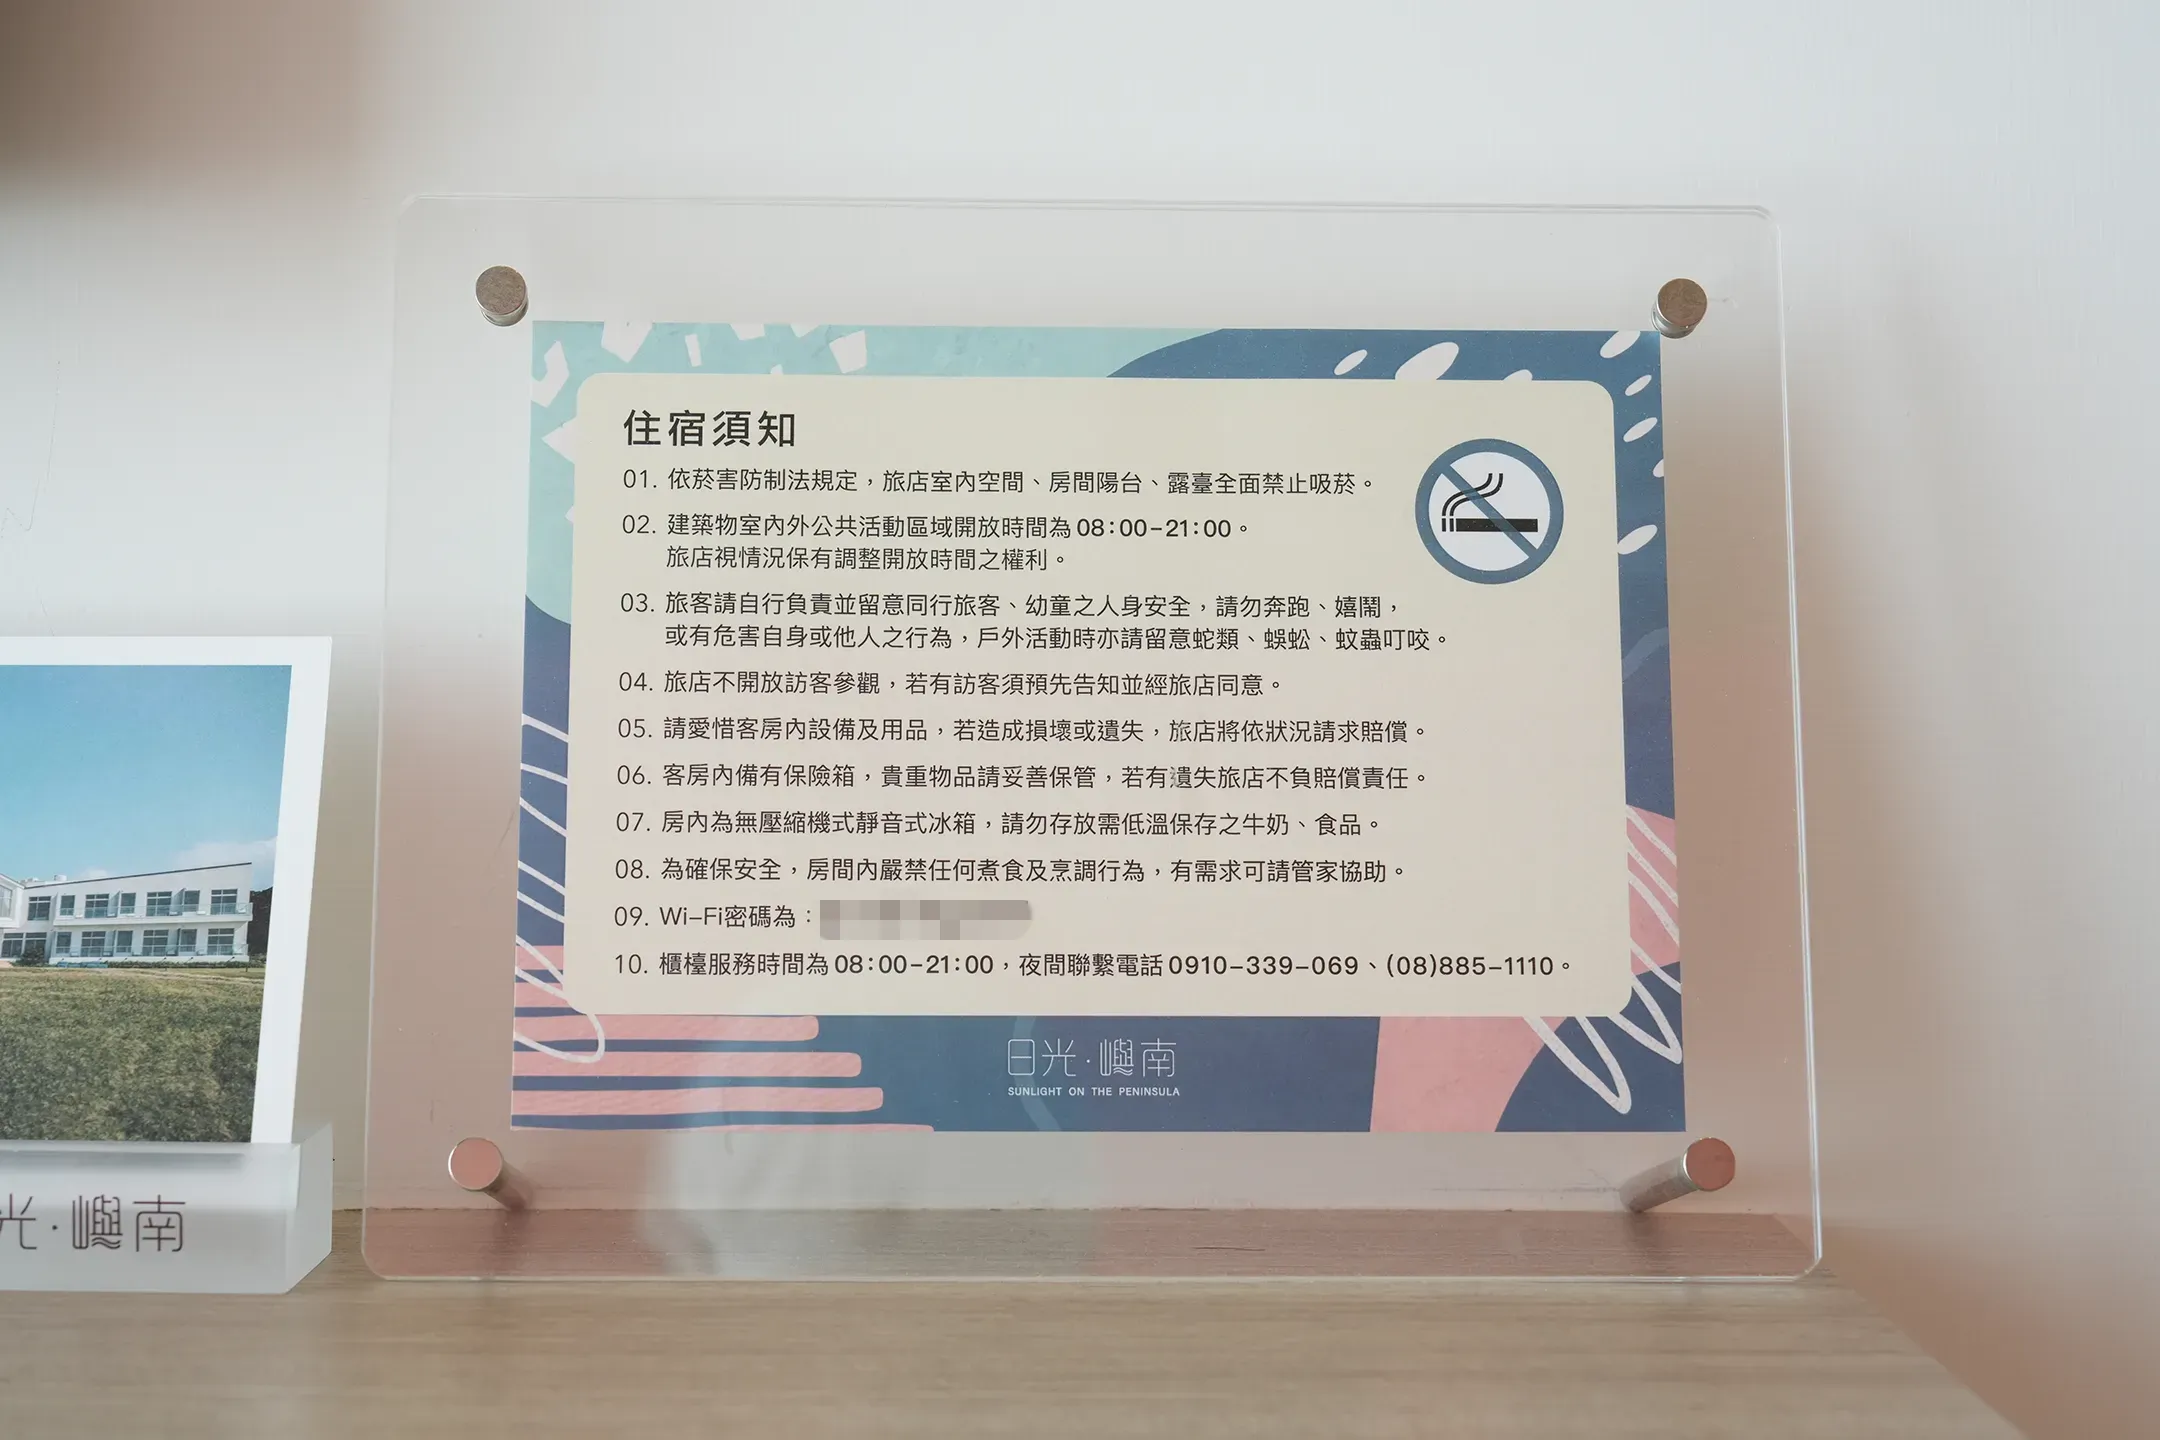 住宿須知
01. 依菸害防制法規定，旅店室內空間、房間陽台、露臺全面禁止吸菸。
02. 建築物室內外公共活動區域開放時間為08:00-21:00。
旅店視情況保有調整開放時間之權利。
03. 旅客請自行負責並留意同行旅客、幼童之人身安全，請勿奔跑、嬉鬧，
或有危害自身或他人之行為，戶外活動時亦請留意蛇類、蜈蚣、蚊蟲叮咬。
04. 旅店不開放訪客參觀，若有訪客須預先告知並經旅店同意。
05. 請愛惜客房內設備及用品，若造成損壞或遺失，旅店將依狀況請求賠償。
06. 客房內備有保險箱，貴重物品請妥善保管，若有遺失旅店不負賠償責任。
07. 房內為無壓縮機式靜音式冰箱，請勿存放需低溫保存之牛奶、食品。
08. 為確保安全，房間內嚴禁任何煮食及烹調行為，有需求可請管家協助。
09. Wi-Fi密碼為：
10. 櫃檯服務時間為08:00-21:00，夜間聯繫電話0910-339-069、(08)885-1110。
日光·嶼南
SUNLIGHT ON THE PENINSULA
光·嶼南